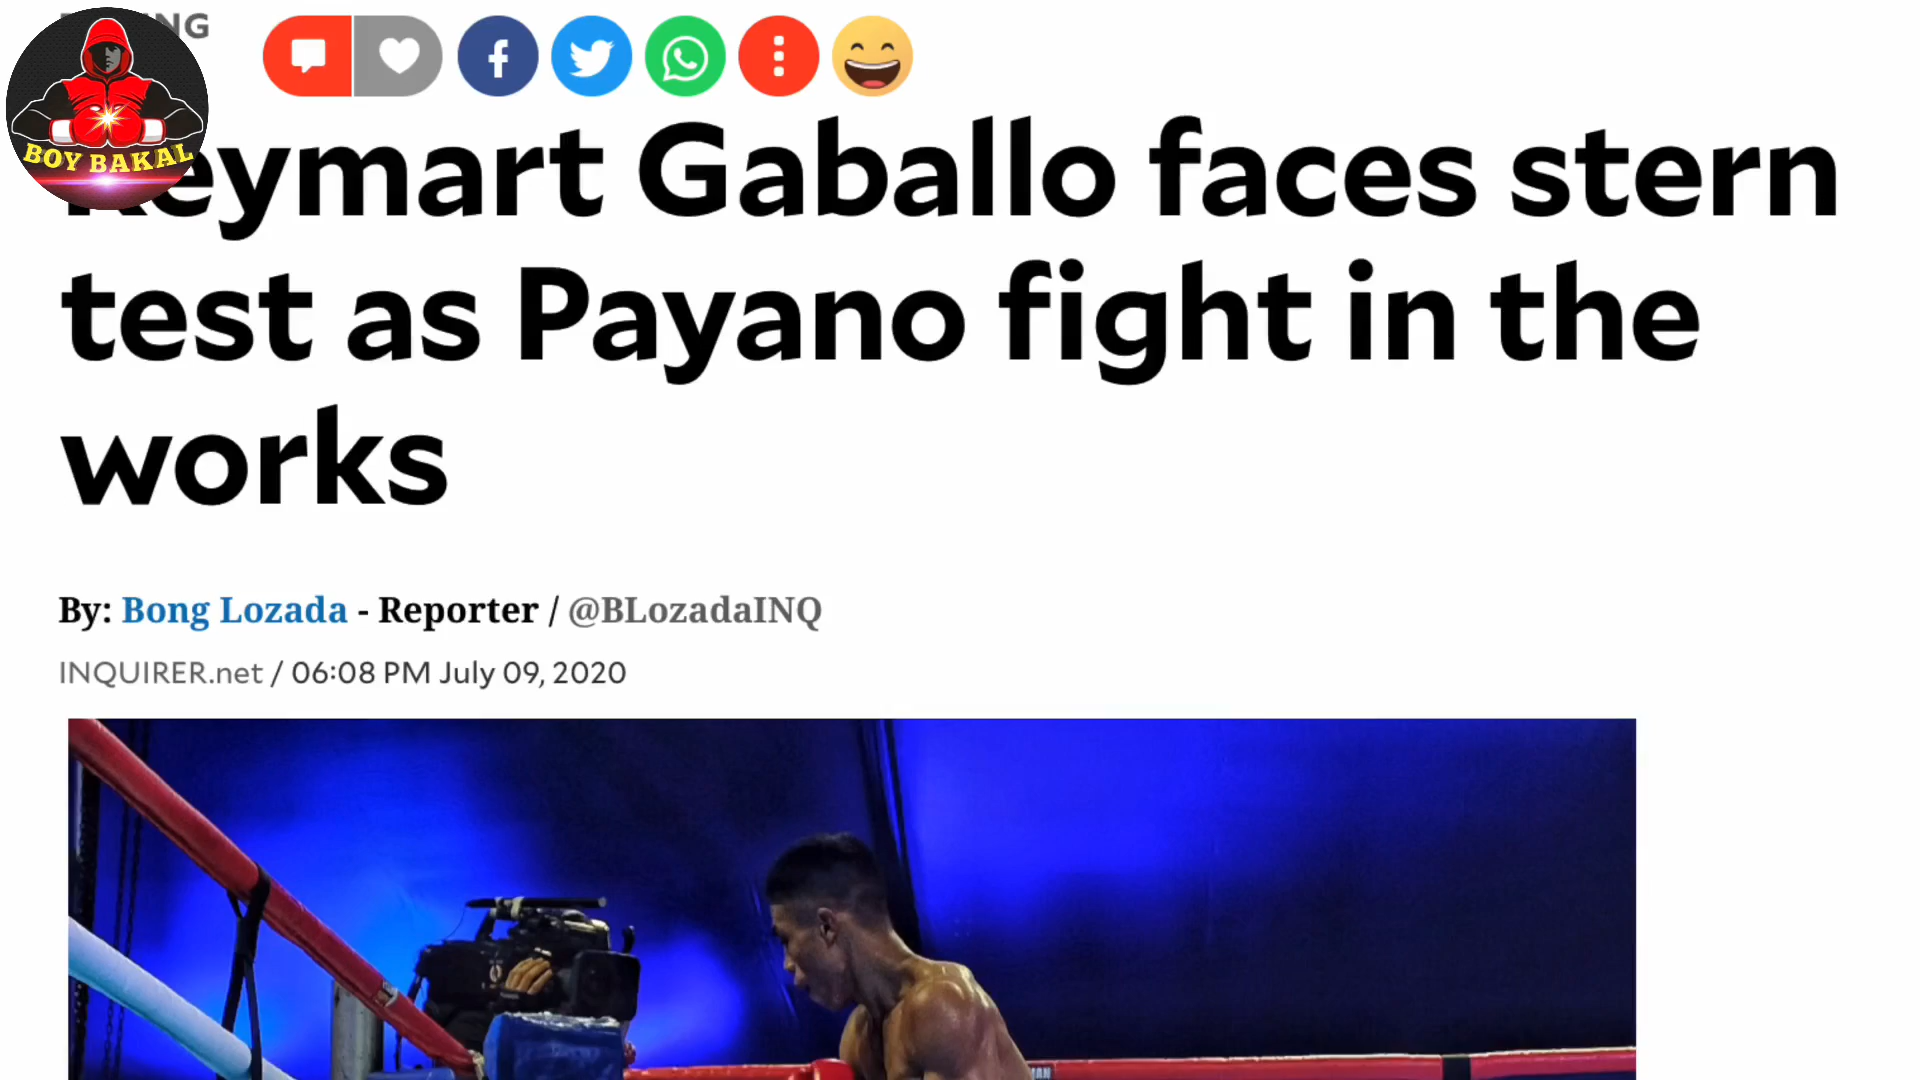 BOY BAKAL
Reymart Gaballo faces stern
test as Payano fight in the
works
By: Bong Lozada - Reporter / @BLozadaINQ
INQUIRER.net / 06:08 PM July 09, 2020